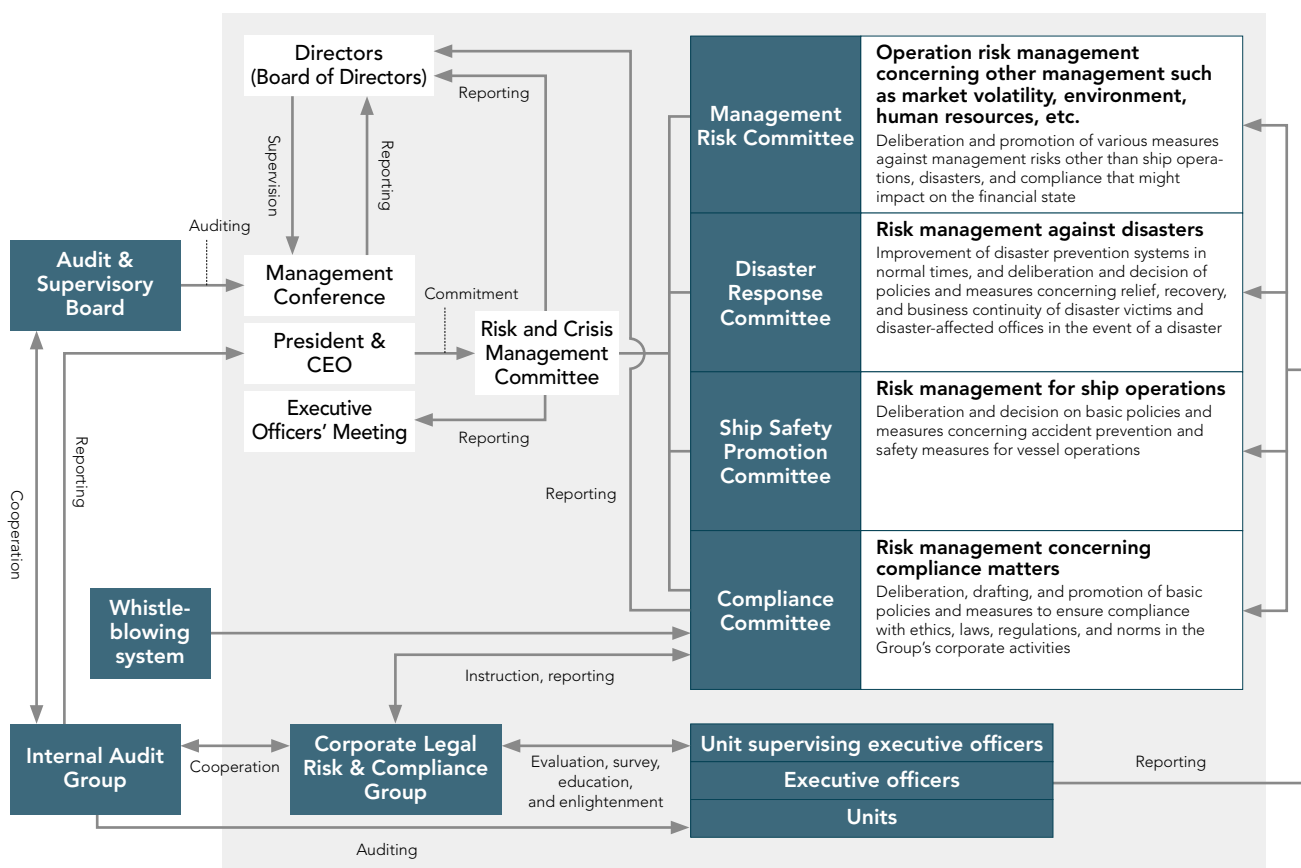 Directors
(Board of Directors)
Reporting
Supervision
Reporting
Auditing
Audit &
Supervisory
Board
Management
Conference
Commitment
President &
CEO
Risk and Crisis
Management
Committee
Executive
Officers’ Meeting
Reporting
Reporting
Cooperation
Reporting
Management
Risk Committee
Operation risk management
concerning other management such
as market volatility, environment,
human resources, etc.
Deliberation and promotion of various measures
against management risks other than ship opera-
tions, disasters, and compliance that might
impact on the financial state
Disaster
Response
Committee
Risk management against disasters
Improvement of disaster prevention systems in
normal times, and deliberation and decision of
policies and measures concerning relief, recovery,
and business continuity of disaster victims and
disaster-affected offices in the event of a disaster
Ship Safety
Promotion
Committee
Risk management for ship operations
Deliberation and decision on basic policies and
measures concerning accident prevention and
safety measures for vessel operations
Compliance
Committee
Risk management concerning
compliance matters
Deliberation, drafting, and promotion of basic
policies and measures to ensure compliance
with ethics, laws, regulations, and norms in the
Group’s corporate activities
Whistle-
blowing
system
Instruction, reporting
Internal Audit
Group
Cooperation
Corporate Legal
Risk & Compliance
Group
Evaluation, survey,
education,
and enlightenment
Unit supervising executive officers
Executive officers
Units
Reporting
Auditing